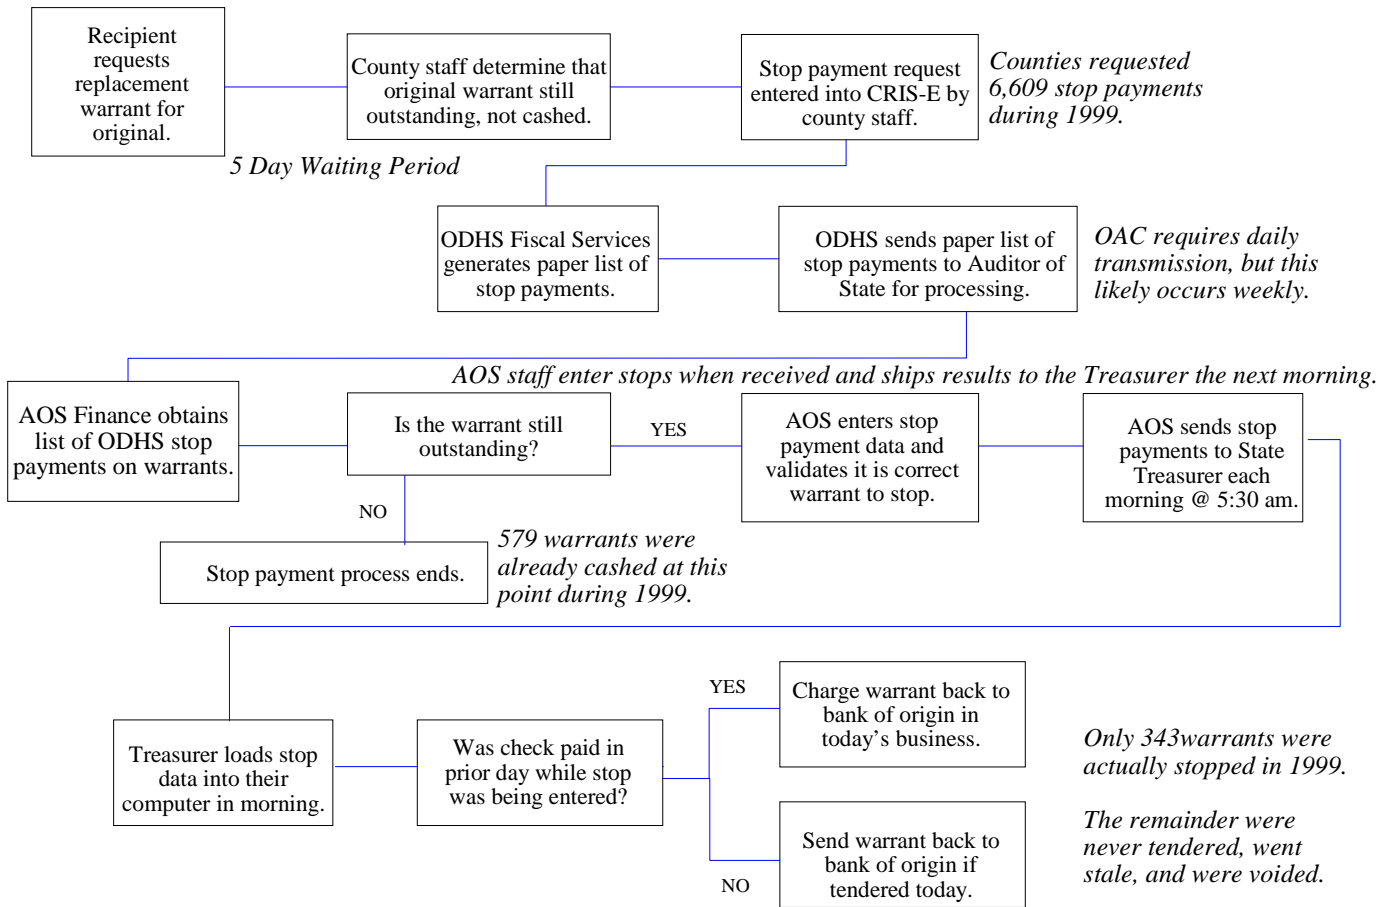 Recipient
requests
replacement
warrant for
original.
County staff determine that
original warrant still
outstanding, not cashed.
Stop payment request
entered into CRIS-E by
county staff.
Counties requested
6,609 stop payments
during 1999.
5 Day Waiting Period
ODHS Fiscal Services
generates paper list of
stop payments.
ODHS sends paper list of
stop payments to Auditor of
State for processing.
OAC requires daily
transmission, but this
likely occurs weekly.
AOS staff enter stops when received and ships results to the Treasurer the next morning.
AOS Finance obtains
list of ODHS stop
payments on warrants.
Is the warrant still
outstanding?
YES
AOS enters stop
payment data and
validates it is correct
warrant to stop.
AOS sends stop
payments to State
Treasurer each
morning @ 5:30 am.
NO
Stop payment process ends.
579 warrants were
already cashed at this
point during 1999.
Treasurer loads stop
data into their
computer in morning.
Was check paid in
prior day while stop
was being entered?
YES
Charge warrant back to
bank of origin in
today’s business.
Only 343warrants were
actually stopped in 1999.
NO
Send warrant back to
bank of origin if
tendered today.
The remainder were
never tendered, went
stale, and were voided.